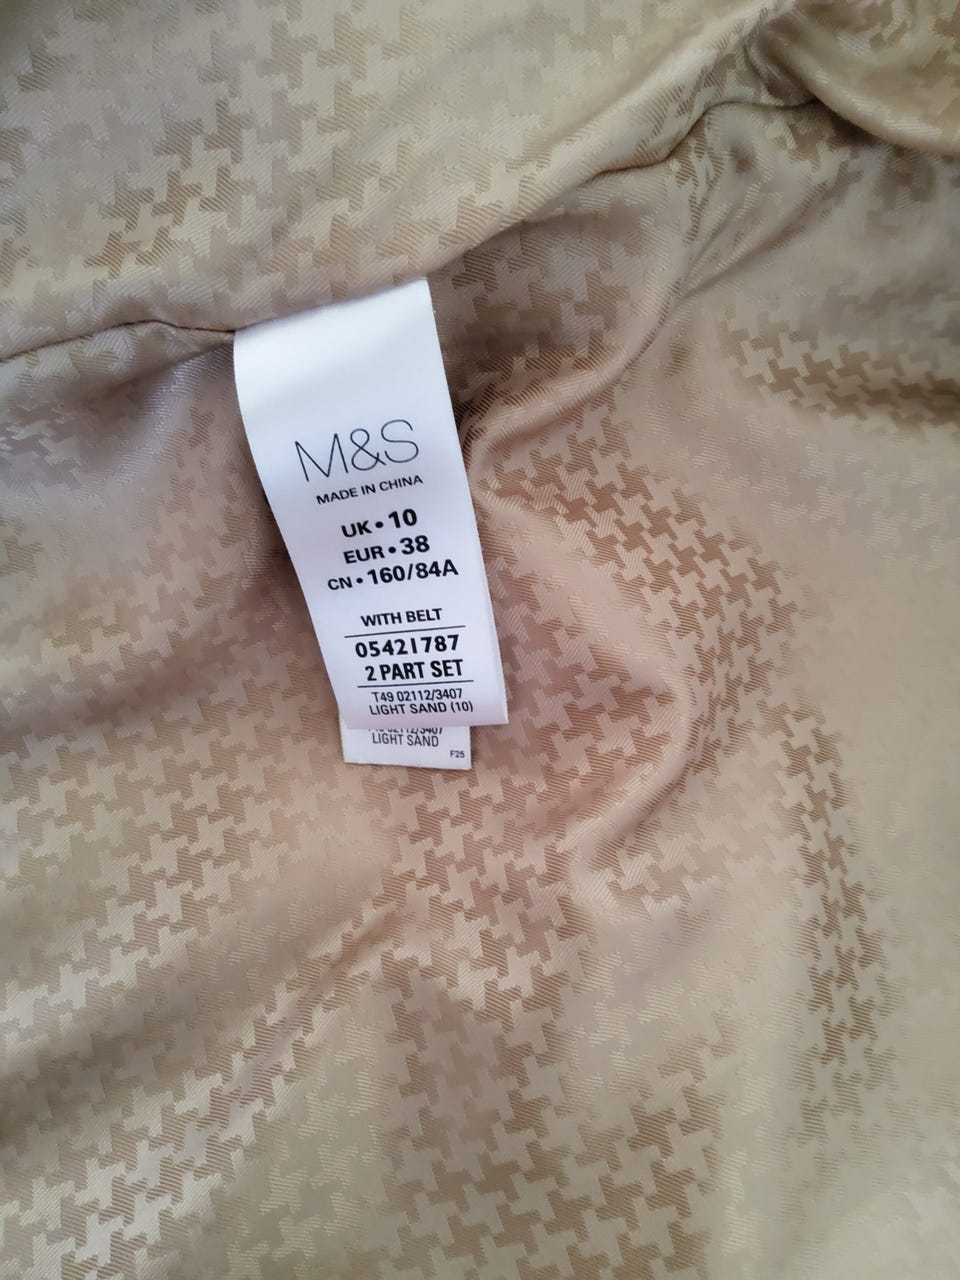 M&S
MADE IN CHINA
UK • 10
EUR • 38
CN • 160/84A
WITH BELT
05421787
2 PART SET
T49 02112/3407
LIGHT SAND (10)
LIGHT SAND
F25